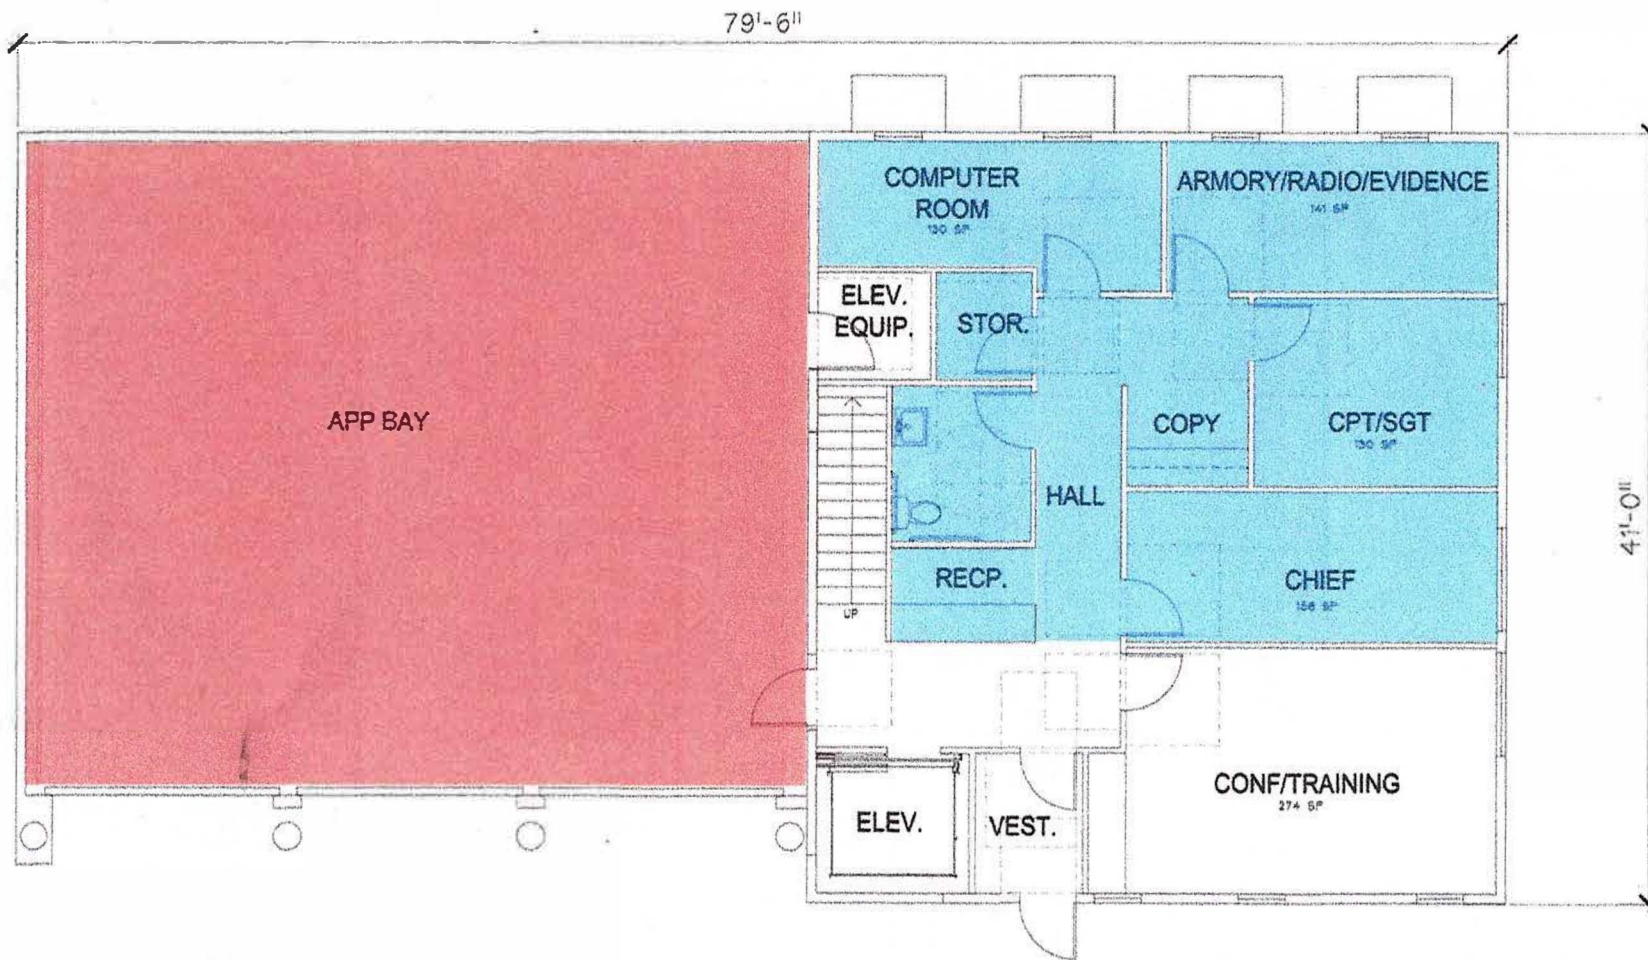 79'-6"
COMPUTER
ROOM
130 SF
ARMORY/RADIO/EVIDENCE
141 SF
ELEV.
EQUIP.
STOR.
APP BAY
COPY
CPT/SGT
130 SF
HALL
41'-0"
RECP.
CHIEF
UP
CONF/TRAINING
274 SF
ELEV.
VEST.